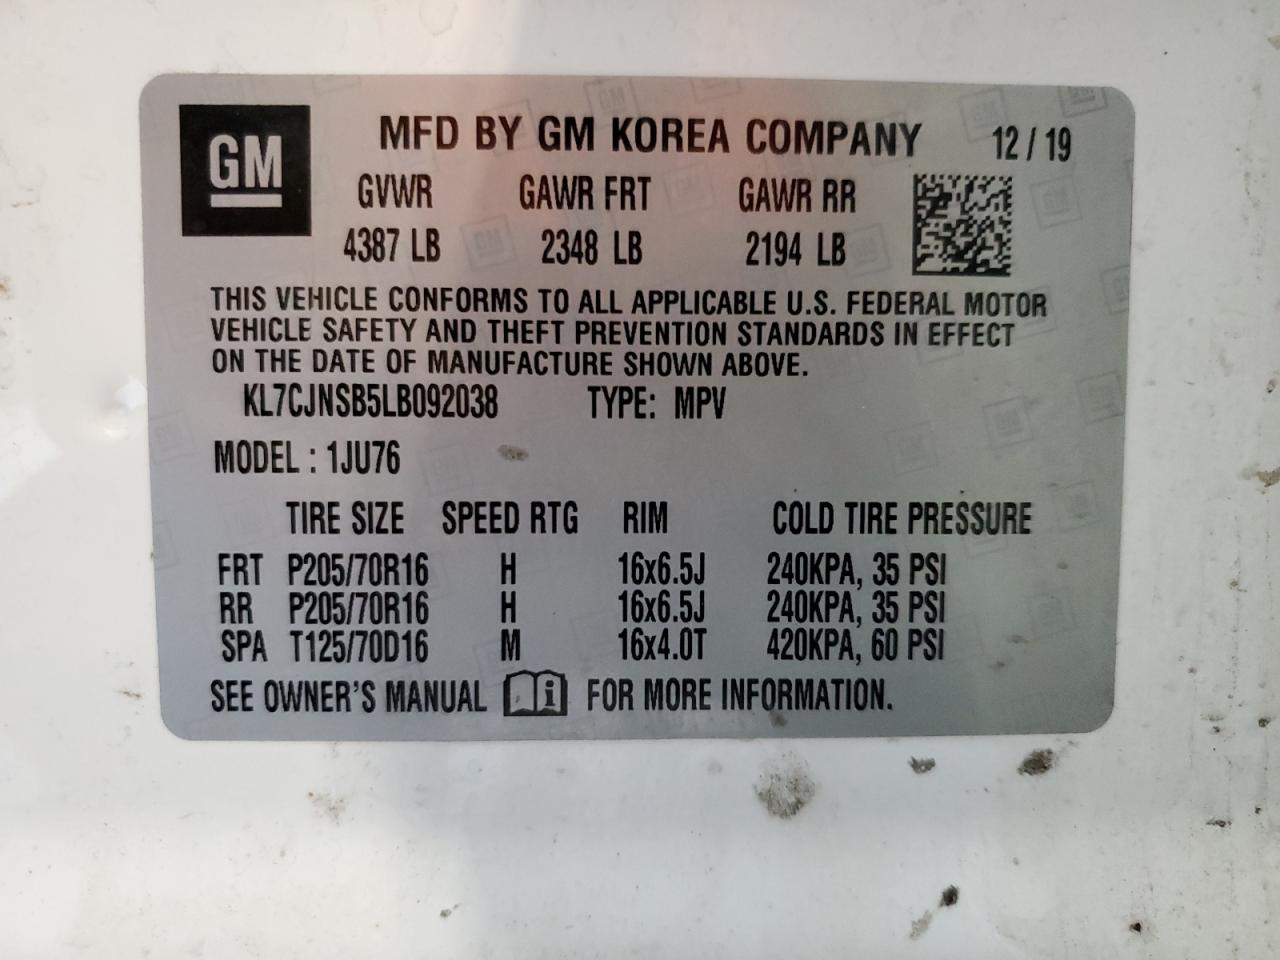 GM
MFD BY GM KOREA COMPANY 12 / 19
GVWR GAWR FRT GAWR RR
4387 LB 2348 LB 2194 LB
THIS VEHICLE CONFORMS TO ALL APPLICABLE U.S. FEDERAL MOTOR
VEHICLE SAFETY AND THEFT PREVENTION STANDARDS IN EFFECT
ON THE DATE OF MANUFACTURE SHOWN ABOVE.
KL7CJNSB5LB092038 TYPE: MPV
MODEL : 1JU76
TIRE SIZE SPEED RTG RIM COLD TIRE PRESSURE
FRT P205/70R16 H 16x6.5J 240KPA, 35 PSI
RR P205/70R16 H 16x6.5J 240KPA, 35 PSI
SPA T125/70D16 M 16x4.0T 420KPA, 60 PSI
SEE OWNER'S MANUAL i FOR MORE INFORMATION.